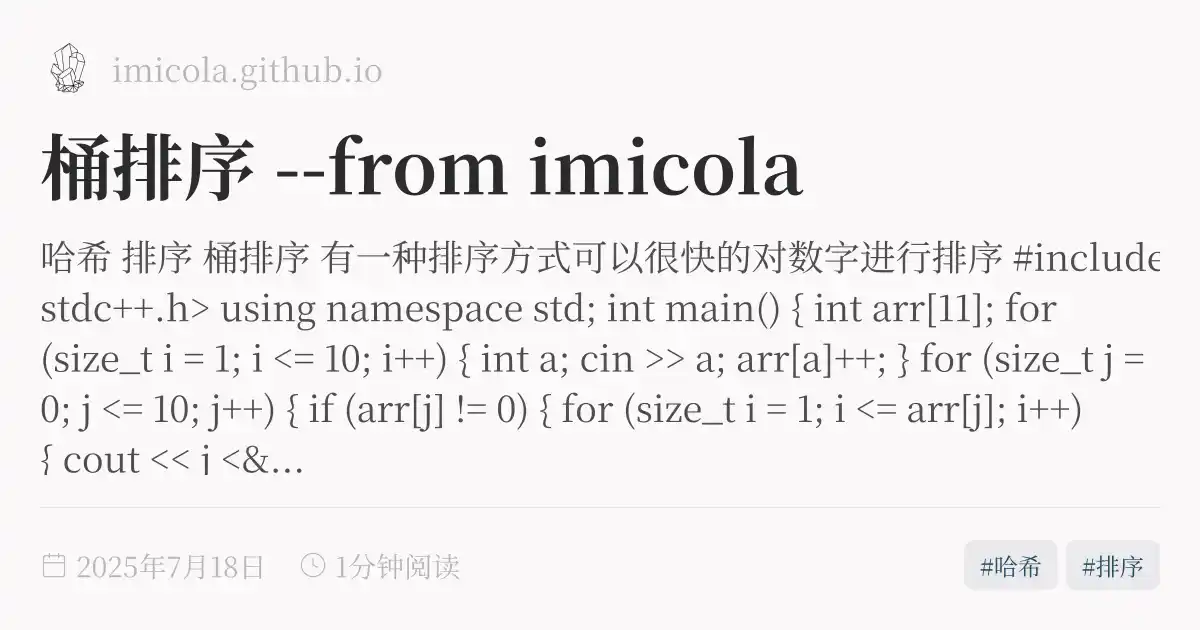 imicola.github.io
桶排序 --from imicola
哈希 排序 桶排序 有一种排序方式可以很快的对数字进行排序 #include
stdc++.h> using namespace std; int main() { int arr[11]; for
(size_t i = 1; i <= 10; i++) { int a; cin >> a; arr[a]++; } for (size_t j =
0; j <= 10; j++) { if (arr[j] != 0) { for (size_t i = 1; i <= arr[j]; i++)
{ cout << j <&...
2025年7月18日 1分钟阅读 #哈希 #排序